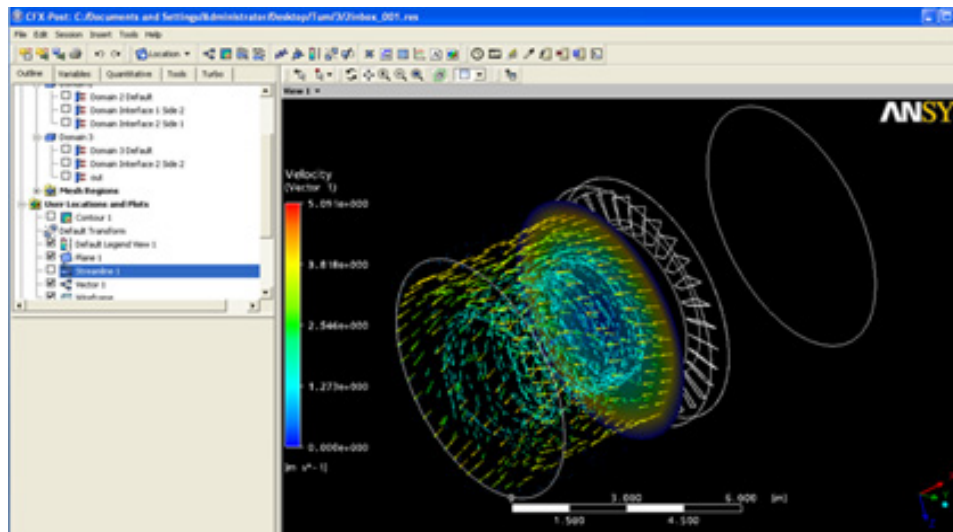 CFX-Post: C:/Documents and Settings/Administrator/Desktop/Tum/3/2inbox_001.res
File Edit Session Insert Tools Help
Location
Outline Variables Quantitative Tools Turbo
View 1
Domain 2 Default
Domain Interface 1 Side 2
Domain Interface 2 Side 1
Domain 3
Domain 3 Default
Domain Interface 2 Side 2
out
Mesh Regions
User Locations and Plots
Contour 1
Default Transform
Default Legend View 1
Plane 1
Streamline 1
Vector 1
Wireframe
ANSY
Velocity
(Vector 1)
5.091e+000
3.818e+000
2.546e+000
1.273e+000
0.000e+000
[m s^-1]
0 3.000 6.000 [m]
1.500 4.500